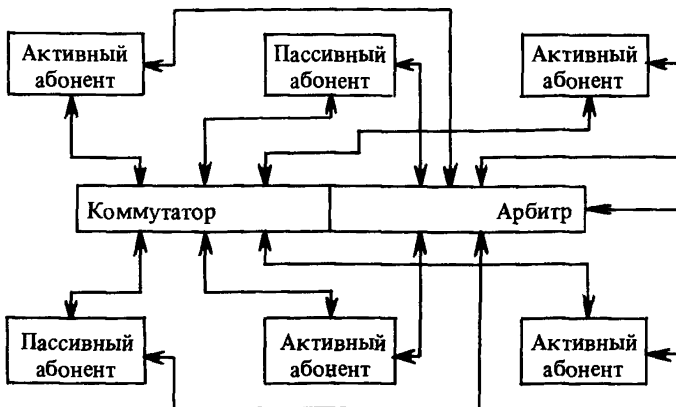 Активный
абонент
Пассивный
абонент
Активный
абонент
Коммутатор
Арбитр
Пассивный
абонент
Активный
абонент
Активный
абонент